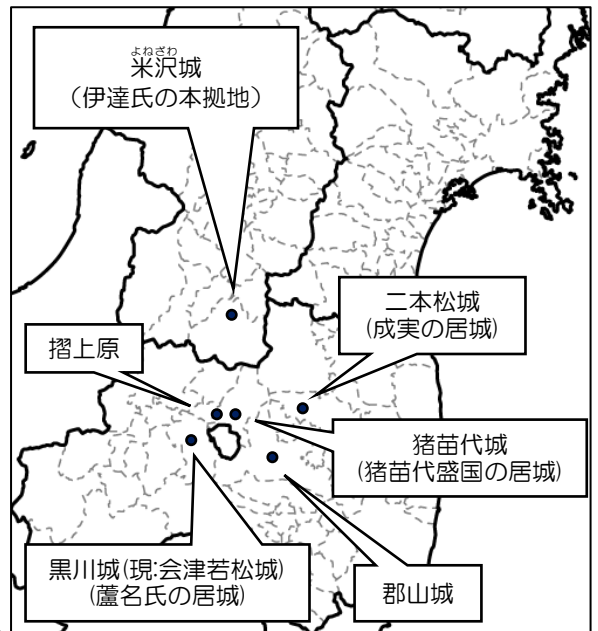 よねざわ
米沢城
（伊達氏の本拠地）
二本松城
(成実の居城)
摺上原
猪苗代城
(猪苗代盛国の居城)
黒川城(現:会津若松城)
(蘆名氏の居城)
郡山城